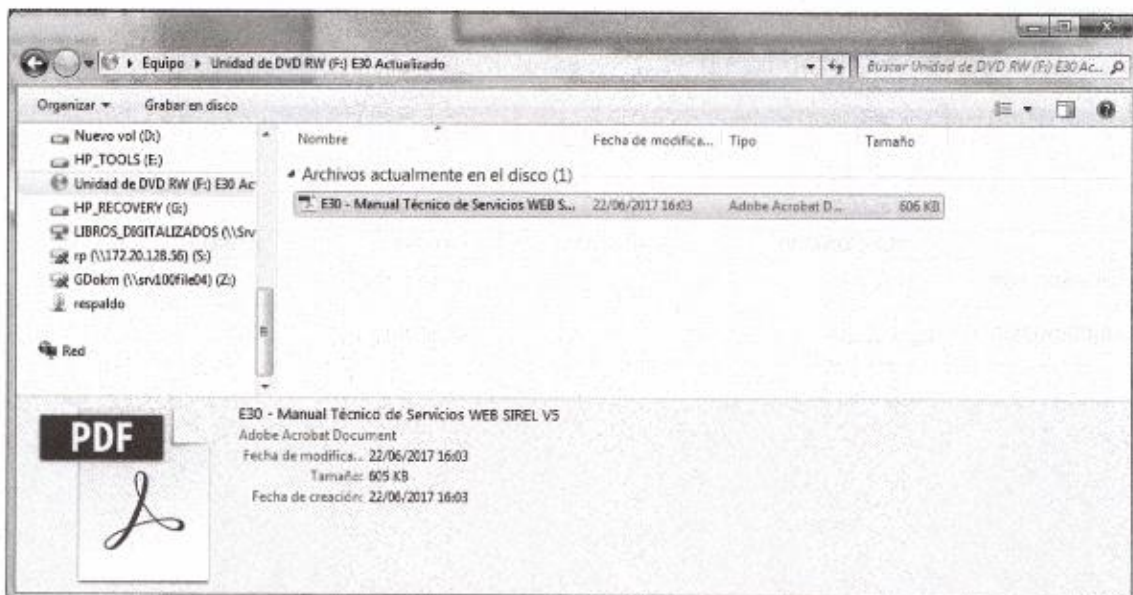 Equipo ▸ Unidad de DVD RW (F:) E30 Actualizado
Buscar Unidad de DVD RW (F:) E30 Ac...
Organizar
Grabar en disco
Nuevo vol (D:)
HP_TOOLS (E:)
Unidad de DVD RW (F:) E30 Ac
HP_RECOVERY (G:)
LIBROS_DIGITALIZADOS (\\Srv
rp (\\172.20.128.56) (S:)
GDokm (\\srv100file04) (Z:)
respaldo
Red
Nombre
Fecha de modifica...
Tipo
Tamaño
Archivos actualmente en el disco (1)
E30 - Manual Técnico de Servicios WEB S...
22/06/2017 16:03
Adobe Acrobat D...
606 KB
PDF
E30 - Manual Técnico de Servicios WEB SIREL V5
Adobe Acrobat Document
Fecha de modifica... 22/06/2017 16:03
Tamaño: 605 KB
Fecha de creación: 22/06/2017 16:03